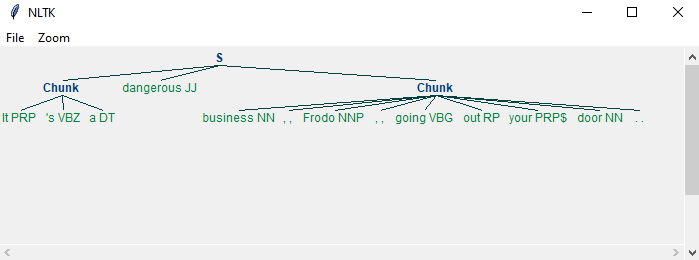 NLTK
File Zoom
S
Chunk dangerous JJ Chunk
It PRP 's VBZ a DT business NN , , Frodo NNP , , going VBG out RP your PRP$ door NN . .